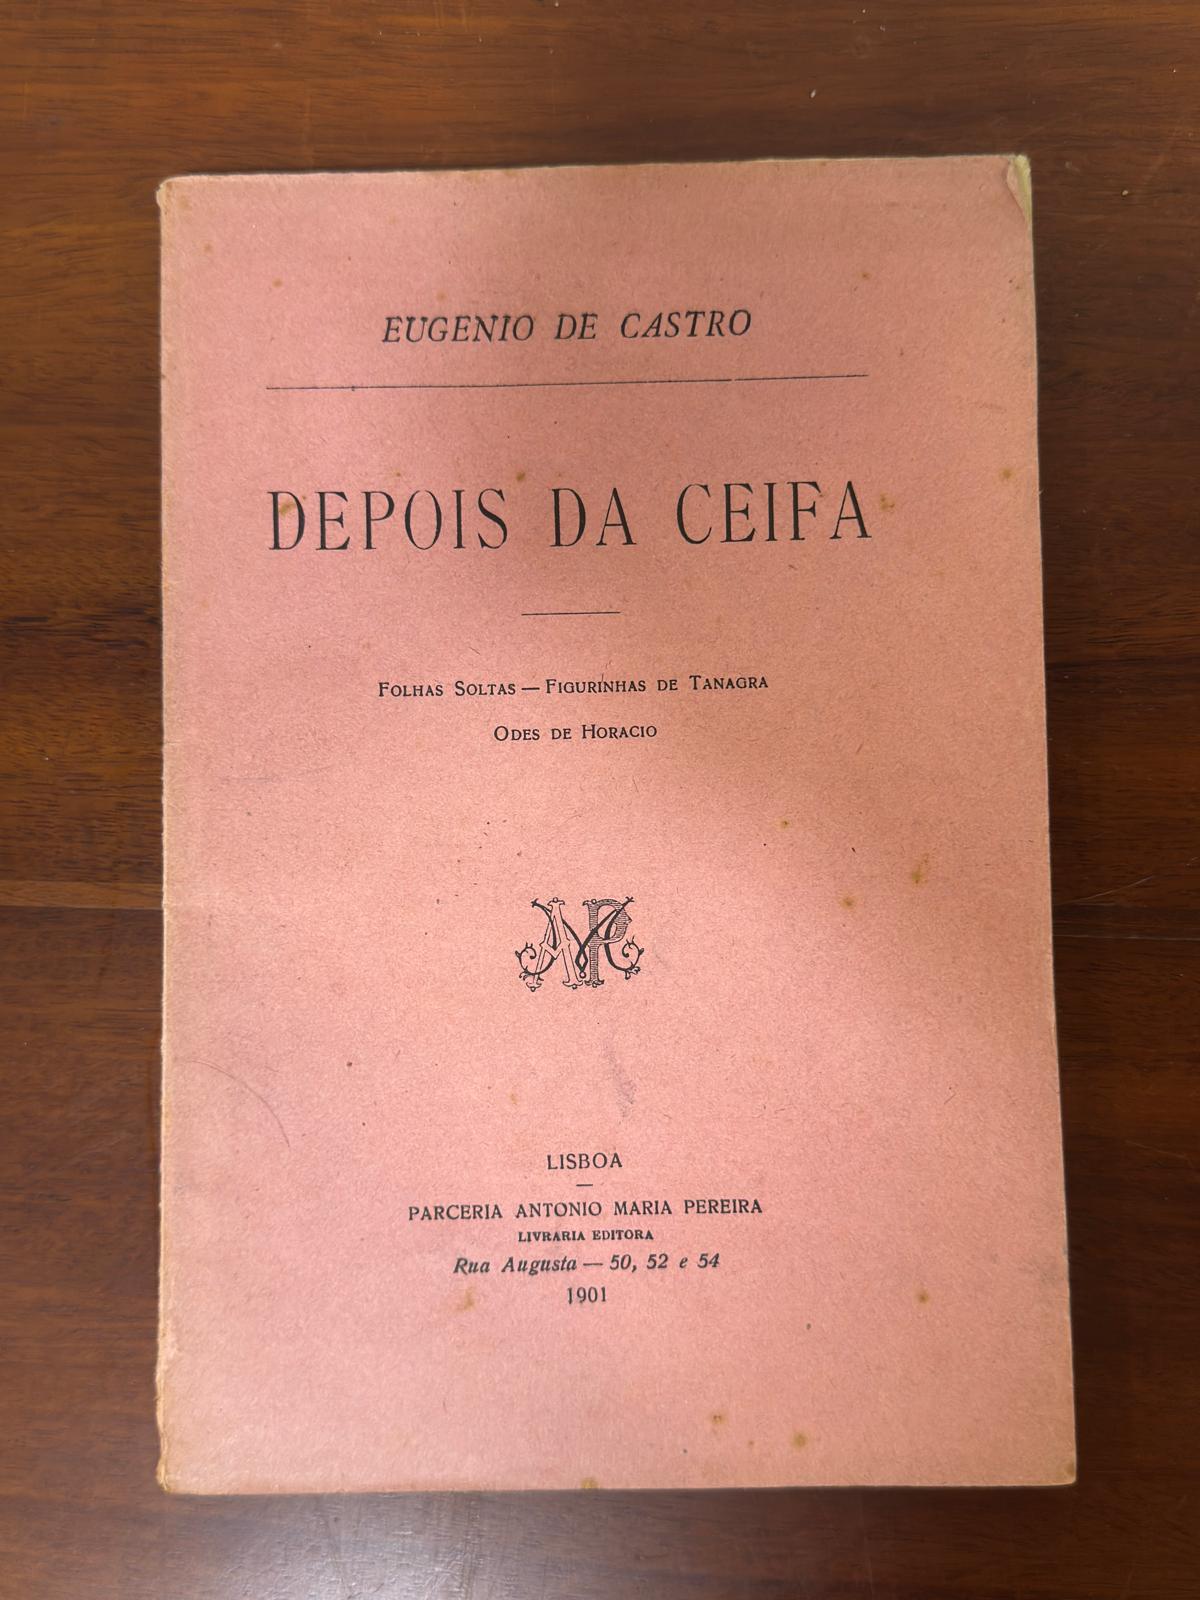 EUGENIO DE CASTRO
DEPOIS DA CEIFA
FOLHAS SOLTAS — FIGURINHAS DE TANAGRA
ODES DE HORACIO
AMP
LISBOA
PARCERIA ANTONIO MARIA PEREIRA
LIVRARIA EDITORA
Rua Augusta — 50, 52 e 54
1901